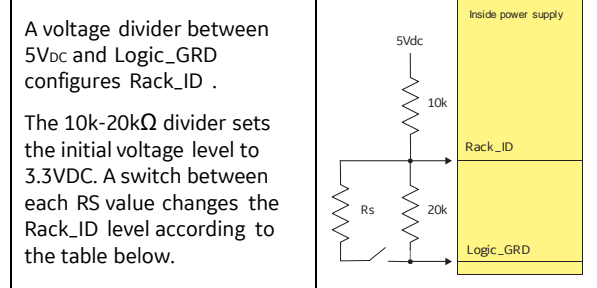 A voltage divider between
5VDC and Logic_GRD
configures Rack_ID .
The 10k-20kΩ divider sets
the initial voltage level to
3.3VDC. A switch between
each RS value changes the
Rack_ID level according to
the table below.
Inside power supply
5Vdc
10k
Rack_ID
Rs
20k
Logic_GRD